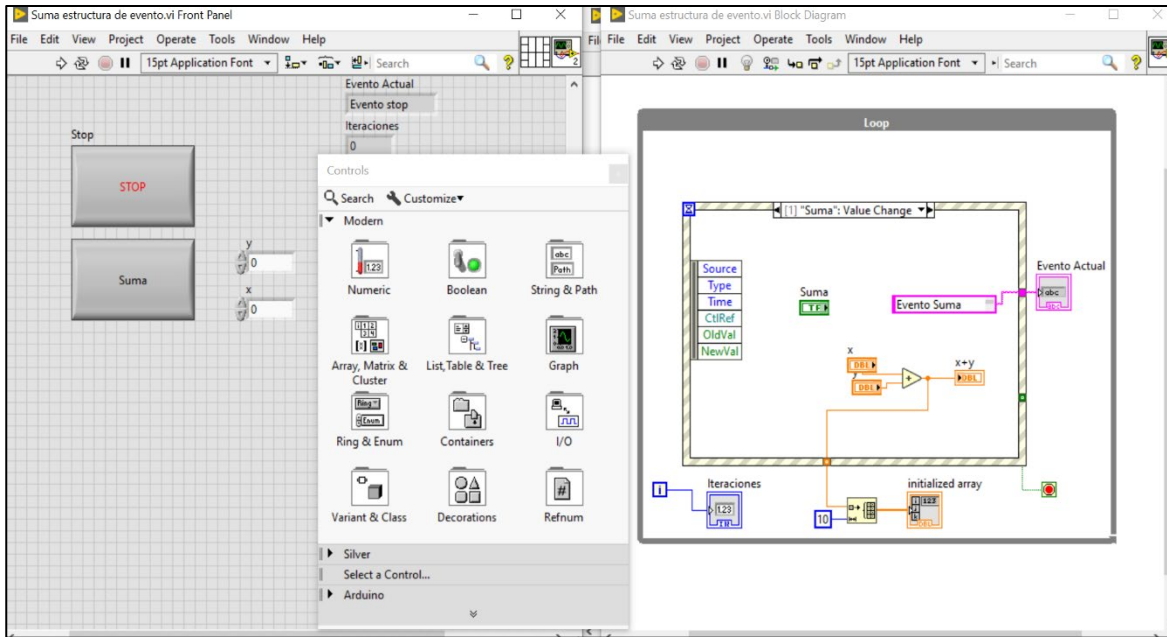 Suma estructura de evento.vi Front Panel
File Edit View Project Operate Tools Window Help
15pt Application Font
Search
2
Evento Actual
Evento stop
Iteraciones
0
Stop
STOP
Suma
y
0
x
0
Controls
Search Customize
Modern
Numeric
Boolean
String & Path
Array, Matrix & Cluster
List, Table & Tree
Graph
Ring & Enum
Containers
I/O
Variant & Class
Decorations
Refnum
Silver
Select a Control...
Arduino
Suma estructura de evento.vi Block Diagram
File Edit View Project Operate Tools Window Help
15pt Application Font
Search
Loop
[1] "Suma": Value Change
Source
Type
Time
CtlRef
OldVal
NewVal
Suma
TF
Evento Suma
Evento Actual
abc
x
DBL
DBL
x+y
DBL
i
Iteraciones
1.23
10
initialized array